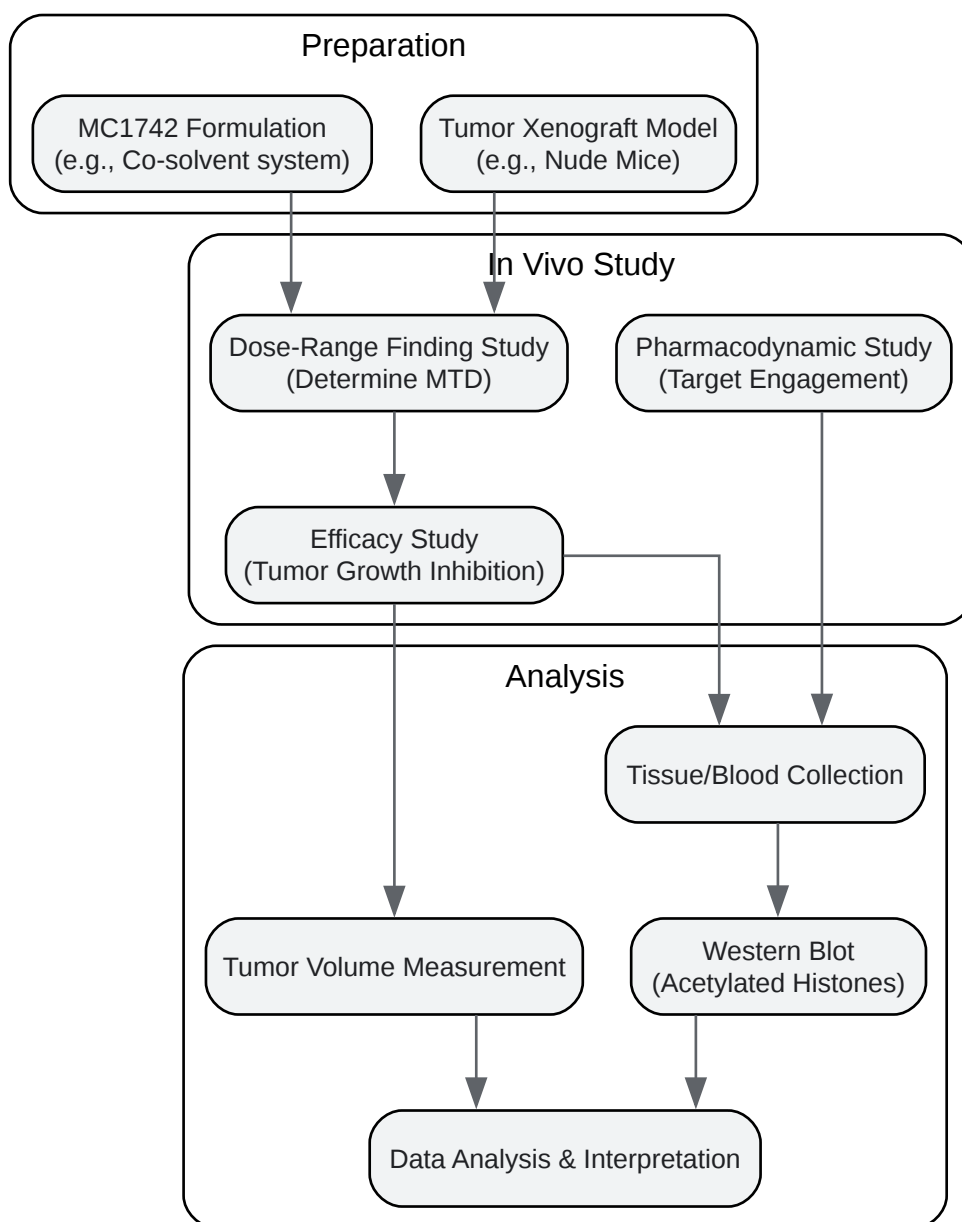 Preparation
MC1742 Formulation
(e.g., Co-solvent system)
Tumor Xenograft Model
(e.g., Nude Mice)
In Vivo Study
Dose-Range Finding Study
(Determine MTD)
Pharmacodynamic Study
(Target Engagement)
Efficacy Study
(Tumor Growth Inhibition)
Analysis
Tissue/Blood Collection
Tumor Volume Measurement
Western Blot
(Acetylated Histones)
Data Analysis & Interpretation